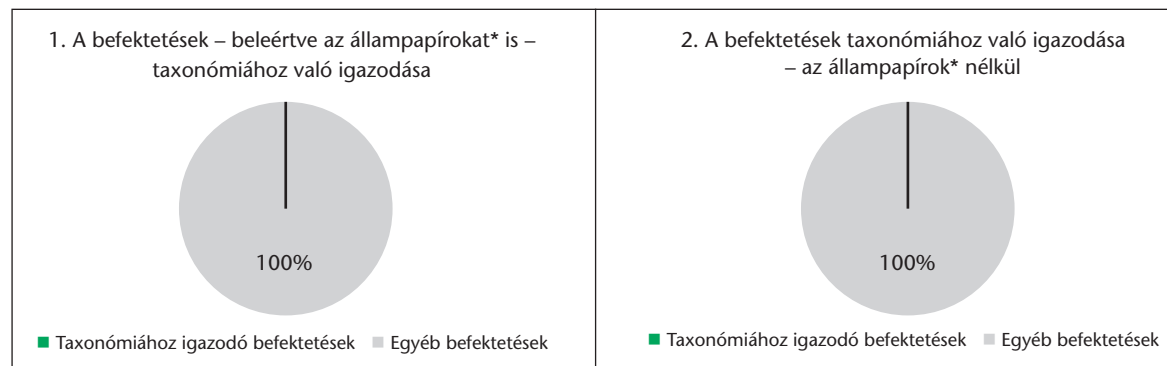 1. A befektetések – beleértve az állampapírokat* is –
taxonómiához való igazodása
100%
Taxonómiához igazodó befektetések
Egyéb befektetések
2. A befektetések taxonómiához való igazodása
– az állampapírok* nélkül
100%
Taxonómiához igazodó befektetések
Egyéb befektetések